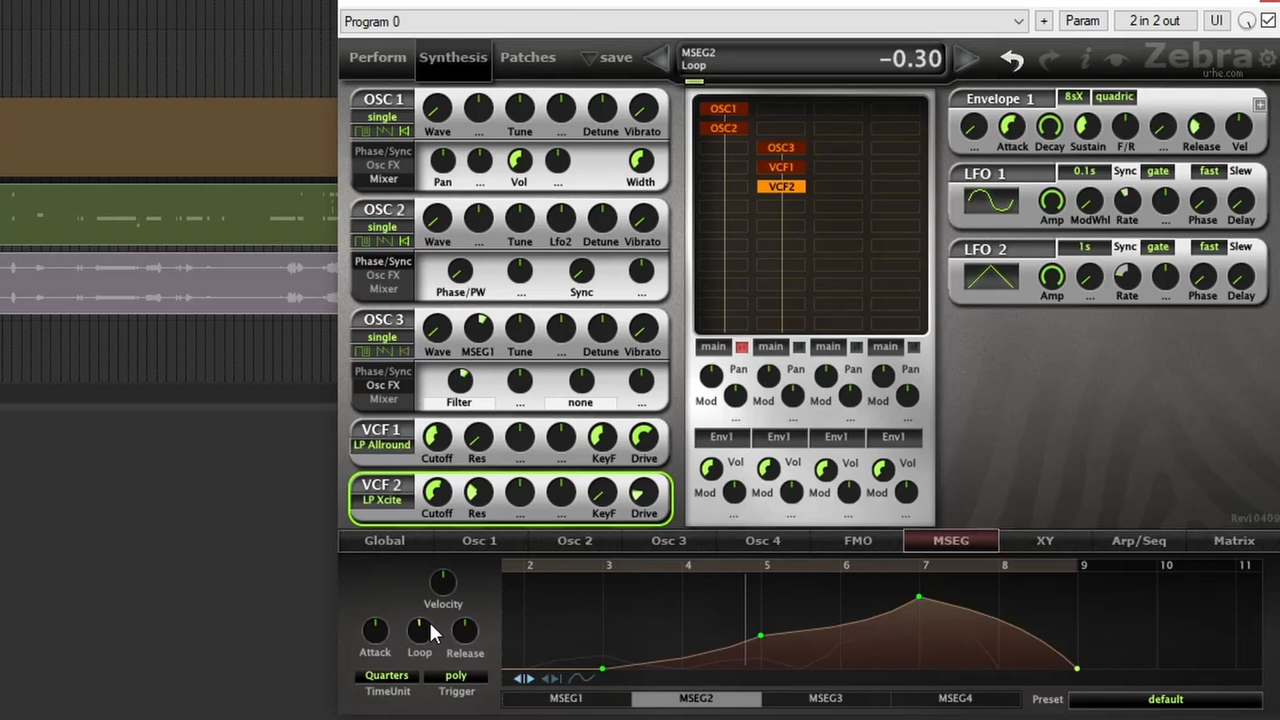 Program 0
+
Param
2 in 2 out
UI
Perform
Synthesis
Patches
save
MSEG2
Loop
-0.30
Zebra
u-he.com
OSC 1
single
Wave ... Tune ... Detune Vibrato
Phase/Sync
Osc FX
Mixer
Pan ... Vol ... Width
OSC 2
single
Wave ... Tune Lfo2 Detune Vibrato
Phase/Sync
Osc FX
Mixer
Phase/PW ... Sync ...
OSC 3
single
Wave MSEG1 Tune ... Detune Vibrato
Phase/Sync
Osc FX
Mixer
Filter ... none ...
VCF 1
LP Allround
Cutoff Res ... ... KeyF Drive
VCF 2
LP Xcite
Cutoff Res ... ... KeyF Drive
OSC1
OSC2
OSC3
VCF1
VCF2
main main main main
Pan Pan Pan Pan
Mod
...
Env1 Env1 Env1 Env1
Vol Vol Vol Vol
Mod Mod Mod Mod
... ... ... ...
Envelope 1 8sX quadric
... Attack Decay Sustain F/R ... Release Vel
LFO 1 0.1s Sync gate fast Slew
Amp ModWhl Rate ... Phase Delay
LFO 2 1s Sync gate fast Slew
Amp ... Rate ... Phase Delay
Global Osc 1 Osc 2 Osc 3 Osc 4 FMO MSEG XY Arp/Seq Matrix
Velocity
Attack Loop Release
Quarters poly
TimeUnit Trigger
2 3 4 5 6 7 8 9 10 11
MSEG1 MSEG2 MSEG3 MSEG4 Preset default